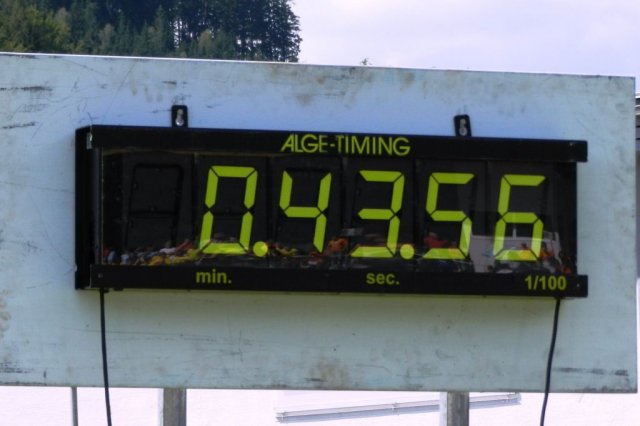 ALGE-TIMING
0.43.56
min. sec. 1/100